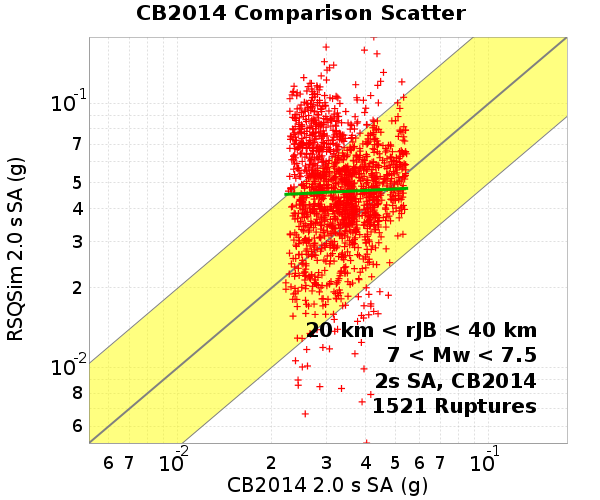 CB2014 Comparison Scatter
RSQSim 2.0 s SA (g)
10⁻¹
7
5
4
3
2
10⁻²
8
6
20 km < rJB < 40 km
7 < Mw < 7.5
2s SA, CB2014
1521 Ruptures
6 7 10⁻² 2 3 4 5 6 7 10⁻¹
CB2014 2.0 s SA (g)